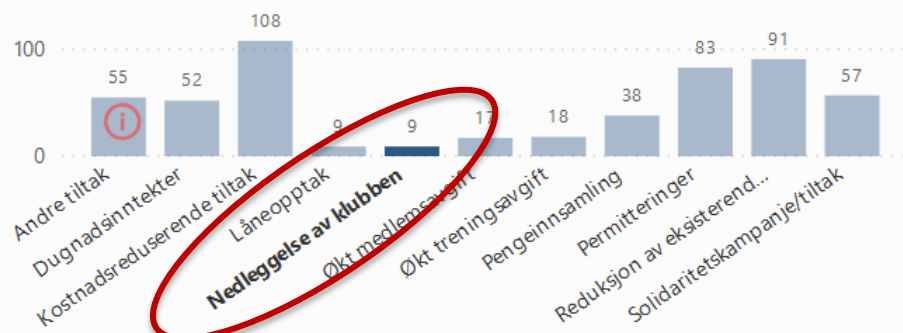 108
100
91
83
55
52
57
38
9
9
17
18
0
Andre tiltak
Dugnadsinntekter
Kostnadsreduserende tiltak
Låneopptak
Nedleggelse av klubben
Økt medlemsavgift
Økt treningsavgift
Pengeinnsamling
Permitteringer
Reduksjon av eksisterend...
Solidaritetskampanje/tiltak